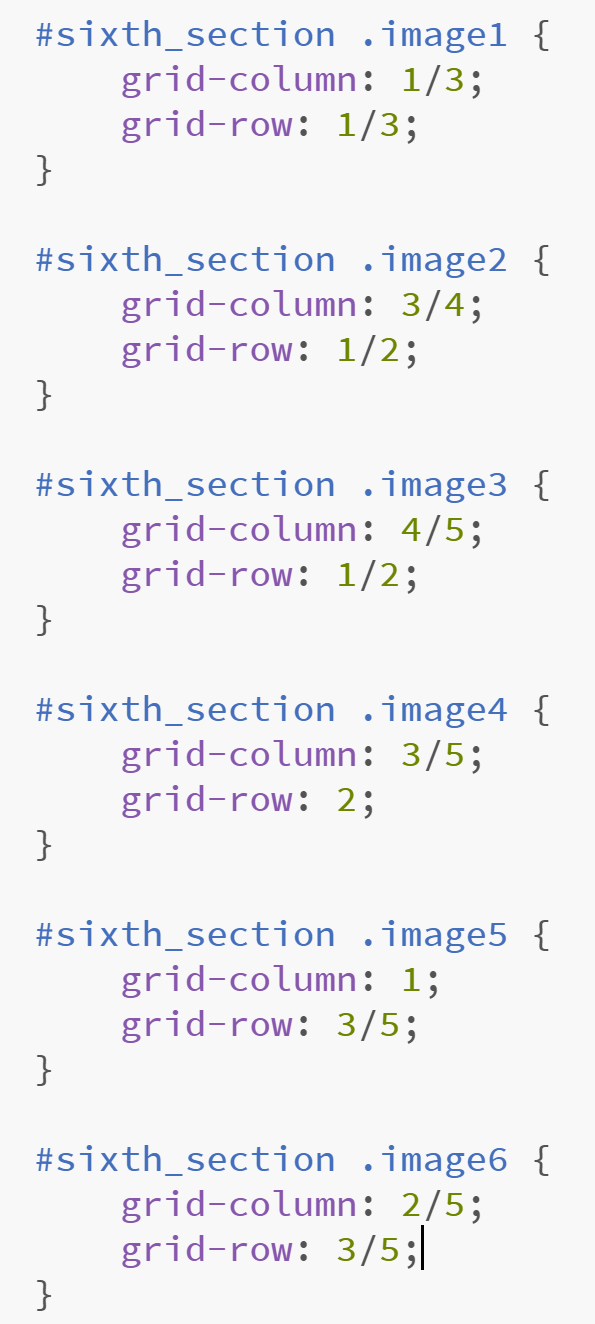 #sixth_section .image1 {
    grid-column: 1/3;
    grid-row: 1/3;
}

#sixth_section .image2 {
    grid-column: 3/4;
    grid-row: 1/2;
}

#sixth_section .image3 {
    grid-column: 4/5;
    grid-row: 1/2;
}

#sixth_section .image4 {
    grid-column: 3/5;
    grid-row: 2;
}

#sixth_section .image5 {
    grid-column: 1;
    grid-row: 3/5;
}

#sixth_section .image6 {
    grid-column: 2/5;
    grid-row: 3/5;
}